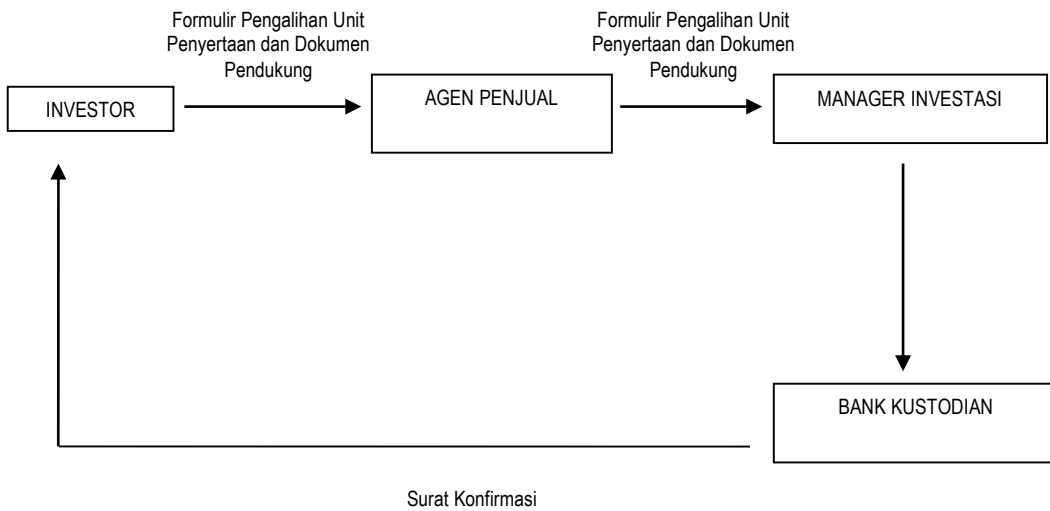 Formulir Pengalihan Unit
Penyertaan dan Dokumen
Pendukung
Formulir Pengalihan Unit
Penyertaan dan Dokumen
Pendukung
INVESTOR
AGEN PENJUAL
MANAGER INVESTASI
BANK KUSTODIAN
Surat Konfirmasi